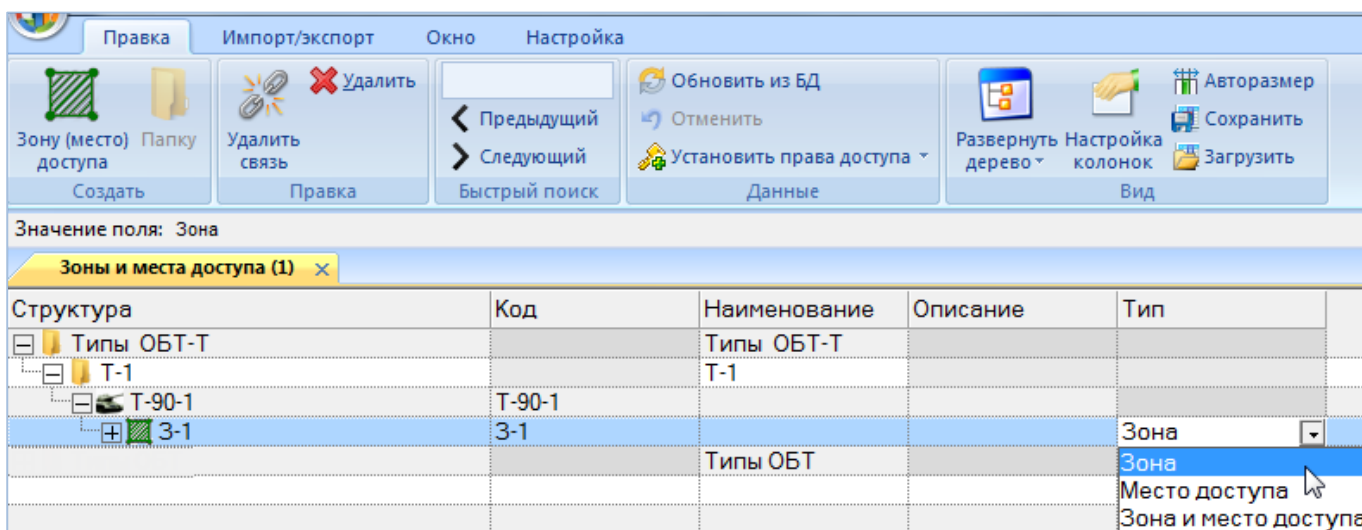 Правка Импорт/экспорт Окно Настройка
Зону (место) доступа
Папку
Создать
Удалить связь
Удалить
Правка
Предыдущий
Следующий
Быстрый поиск
Обновить из БД
Отменить
Установить права доступа
Данные
Развернуть дерево
Настройка колонок
Авторазмер
Сохранить
Загрузить
Вид
Значение поля: Зона
Зоны и места доступа (1)
Структура Код Наименование Описание Тип
Типы ОБТ-Т Типы ОБТ-Т
Т-1 Т-1
Т-90-1 Т-90-1
З-1 З-1 Зона
Типы ОБТ Зона
Место доступа
Зона и место доступа